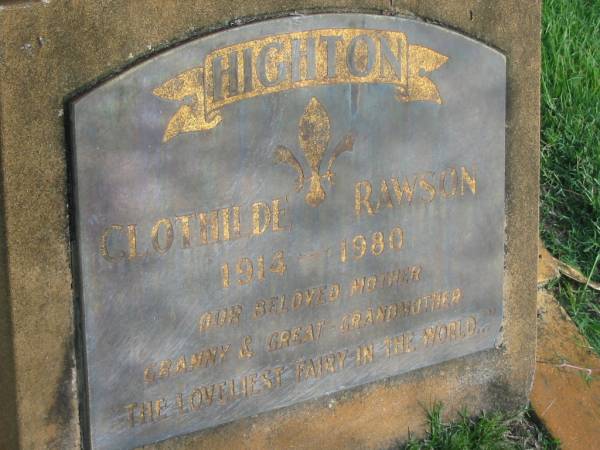 HIGHTON
CLOTHILDE RAWSON
1914 — 1980
OUR BELOVED MOTHER
GRANNY & GREAT-GRANDMOTHER
"THE LOVELIEST FAIRY IN THE WORLD..."